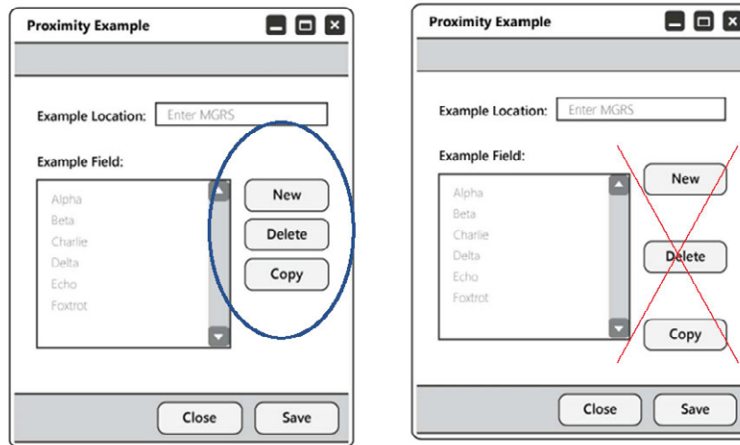 Proximity Example
Example Location: Enter MGRS
Example Field:
Alpha
Beta
Charlie
Delta
Echo
Foxtrot
New
Delete
Copy
Close Save
Proximity Example
Example Location: Enter MGRS
Example Field:
Alpha
Beta
Charlie
Delta
Echo
Foxtrot
New
Delete
Copy
Close Save